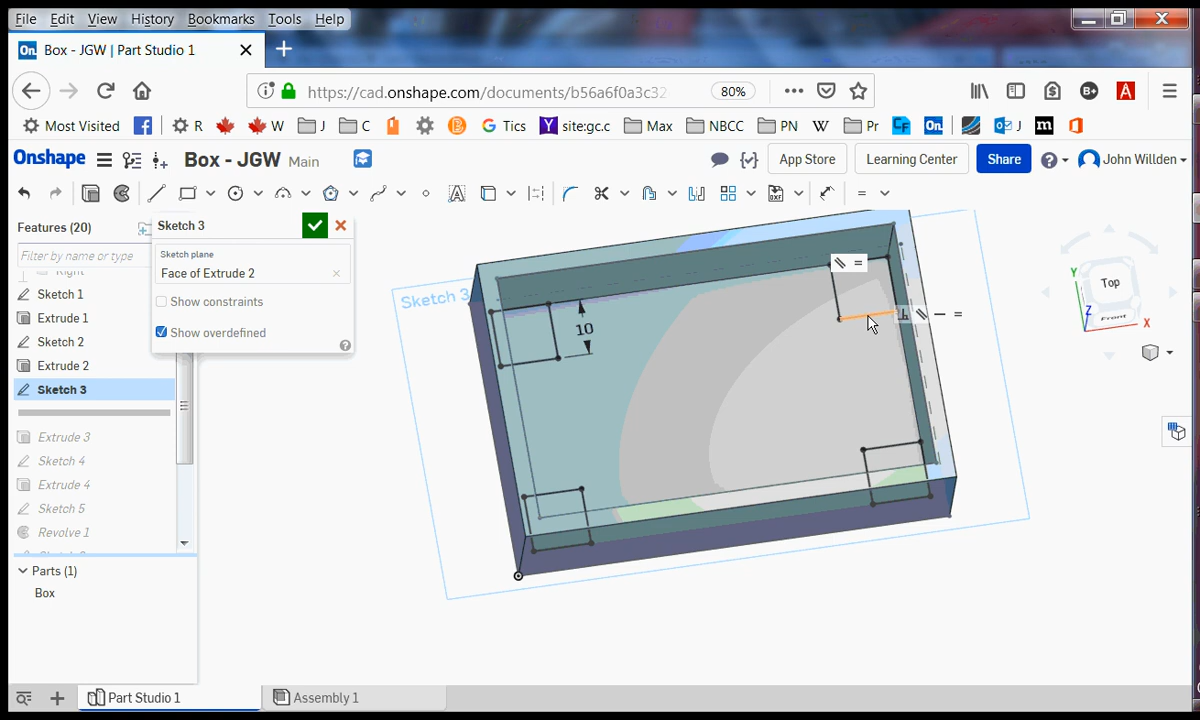 File Edit View History Bookmarks Tools Help
On Box - JGW | Part Studio 1
https://cad.onshape.com/documents/b56a6f0a3c32 80% B+ A
Most Visited R W J C Tics site:gc.c Max NBCC PN W Pr CF On J m
Onshape Box - JGW Main App Store Learning Center Share John Willden
DXF
Features (20)
Filter by name or type
Right
Sketch 1
Extrude 1
Sketch 2
Extrude 2
Sketch 3
Extrude 3
Sketch 4
Extrude 4
Sketch 5
Revolve 1
Parts (1)
Box
Sketch 3
Sketch plane
Face of Extrude 2
Show constraints
Show overdefined
Sketch 3
10
Top
Front
Y
Z
X
Part Studio 1 Assembly 1